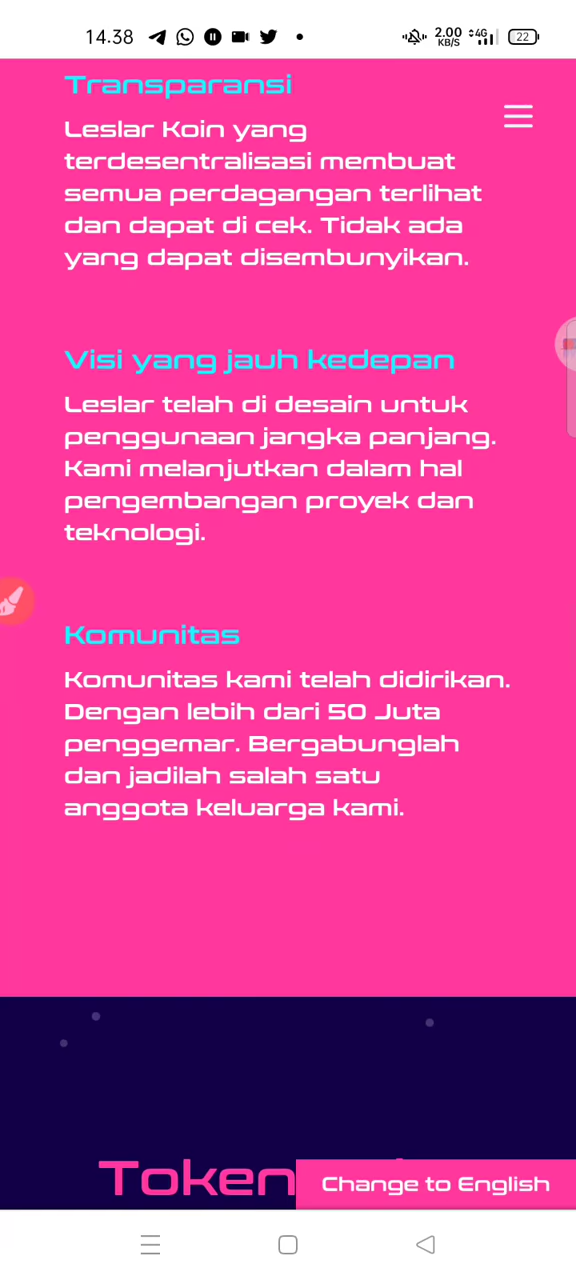 14.38
2.00
KB/S
4G
22
Transparansi
Leslar Koin yang
terdesentralisasi membuat
semua perdagangan terlihat
dan dapat di cek. Tidak ada
yang dapat disembunyikan.
Visi yang jauh kedepan
Leslar telah di desain untuk
penggunaan jangka panjang.
Kami melanjutkan dalam hal
pengembangan proyek dan
teknologi.
Komunitas
Komunitas kami telah didirikan.
Dengan lebih dari 50 Juta
penggemar. Bergabunglah
dan jadilah salah satu
anggota keluarga kami.
Token
Change to English